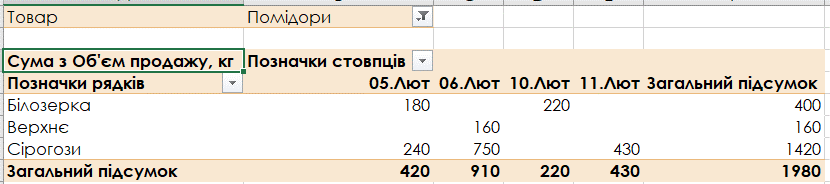 Товар Помідори
Сума з Об'єм продажу, кг Позначки стовпців
Позначки рядків 05.Лют 06.Лют 10.Лют 11.Лют Загальний підсумок
Білозерка 180 220 400
Верхнє 160 160
Сірогози 240 750 430 1420
Загальний підсумок 420 910 220 430 1980